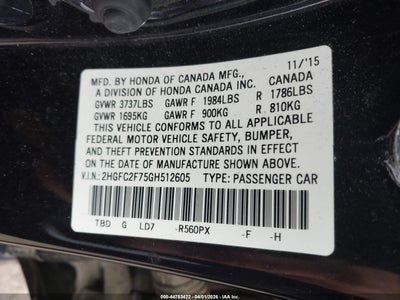 MFD. BY HONDA OF CANADA MFG., 11/'15
A DIVISION OF HONDA CANADA INC. CANADA
GVWR 3737LBS GAWR F 1984LBS R 1786LBS
GVWR 1695KG GAWR F 900KG R 810KG
THIS VEHICLE CONFORMS TO ALL APPLICABLE
FEDERAL MOTOR VEHICLE SAFETY, BUMPER,
AND THEFT PREVENTION STANDARDS IN EFFECT
ON THE DATE OF MANUFACTURE SHOWN ABOVE.
V.I.N.: 2HGFC2F75GH512605 TYPE: PASSENGER CAR
TBD G LD7 -R560PX -F -H
000-44753422 - 04/01/2026 - IAA Inc.